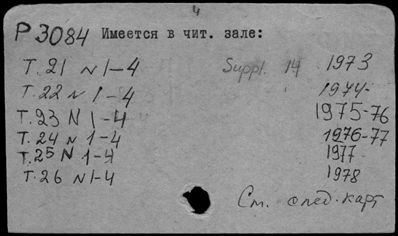 4
Р3084 Имеется в чит. зале:
Т.21 N 1-4 Suppl. 14 1973
Т.22 N 1-4 1974-
Т.23 N 1-4 1975-76
Т.24 N 1-4 1976-77
Т.25 N 1-4 1977
Т.26 N 1-4 1978
См. след. карт